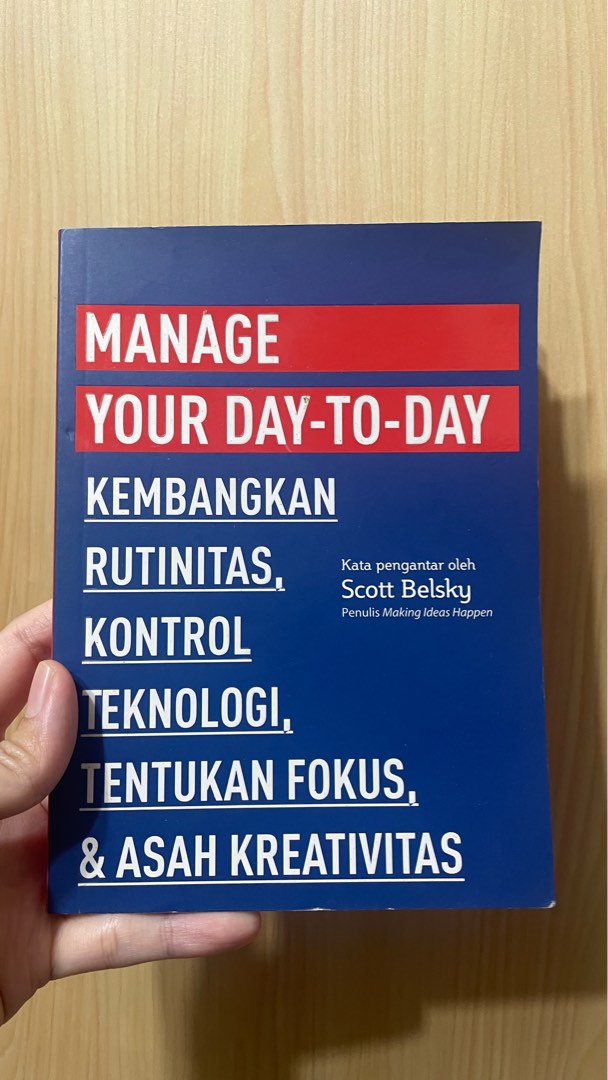 MANAGE
YOUR DAY-TO-DAY
KEMBANGKAN
RUTINITAS,
KONTROL
TEKNOLOGI,
TENTUKAN FOKUS,
& ASAH KREATIVITAS
Kata pengantar oleh
Scott Belsky
Penulis Making Ideas Happen